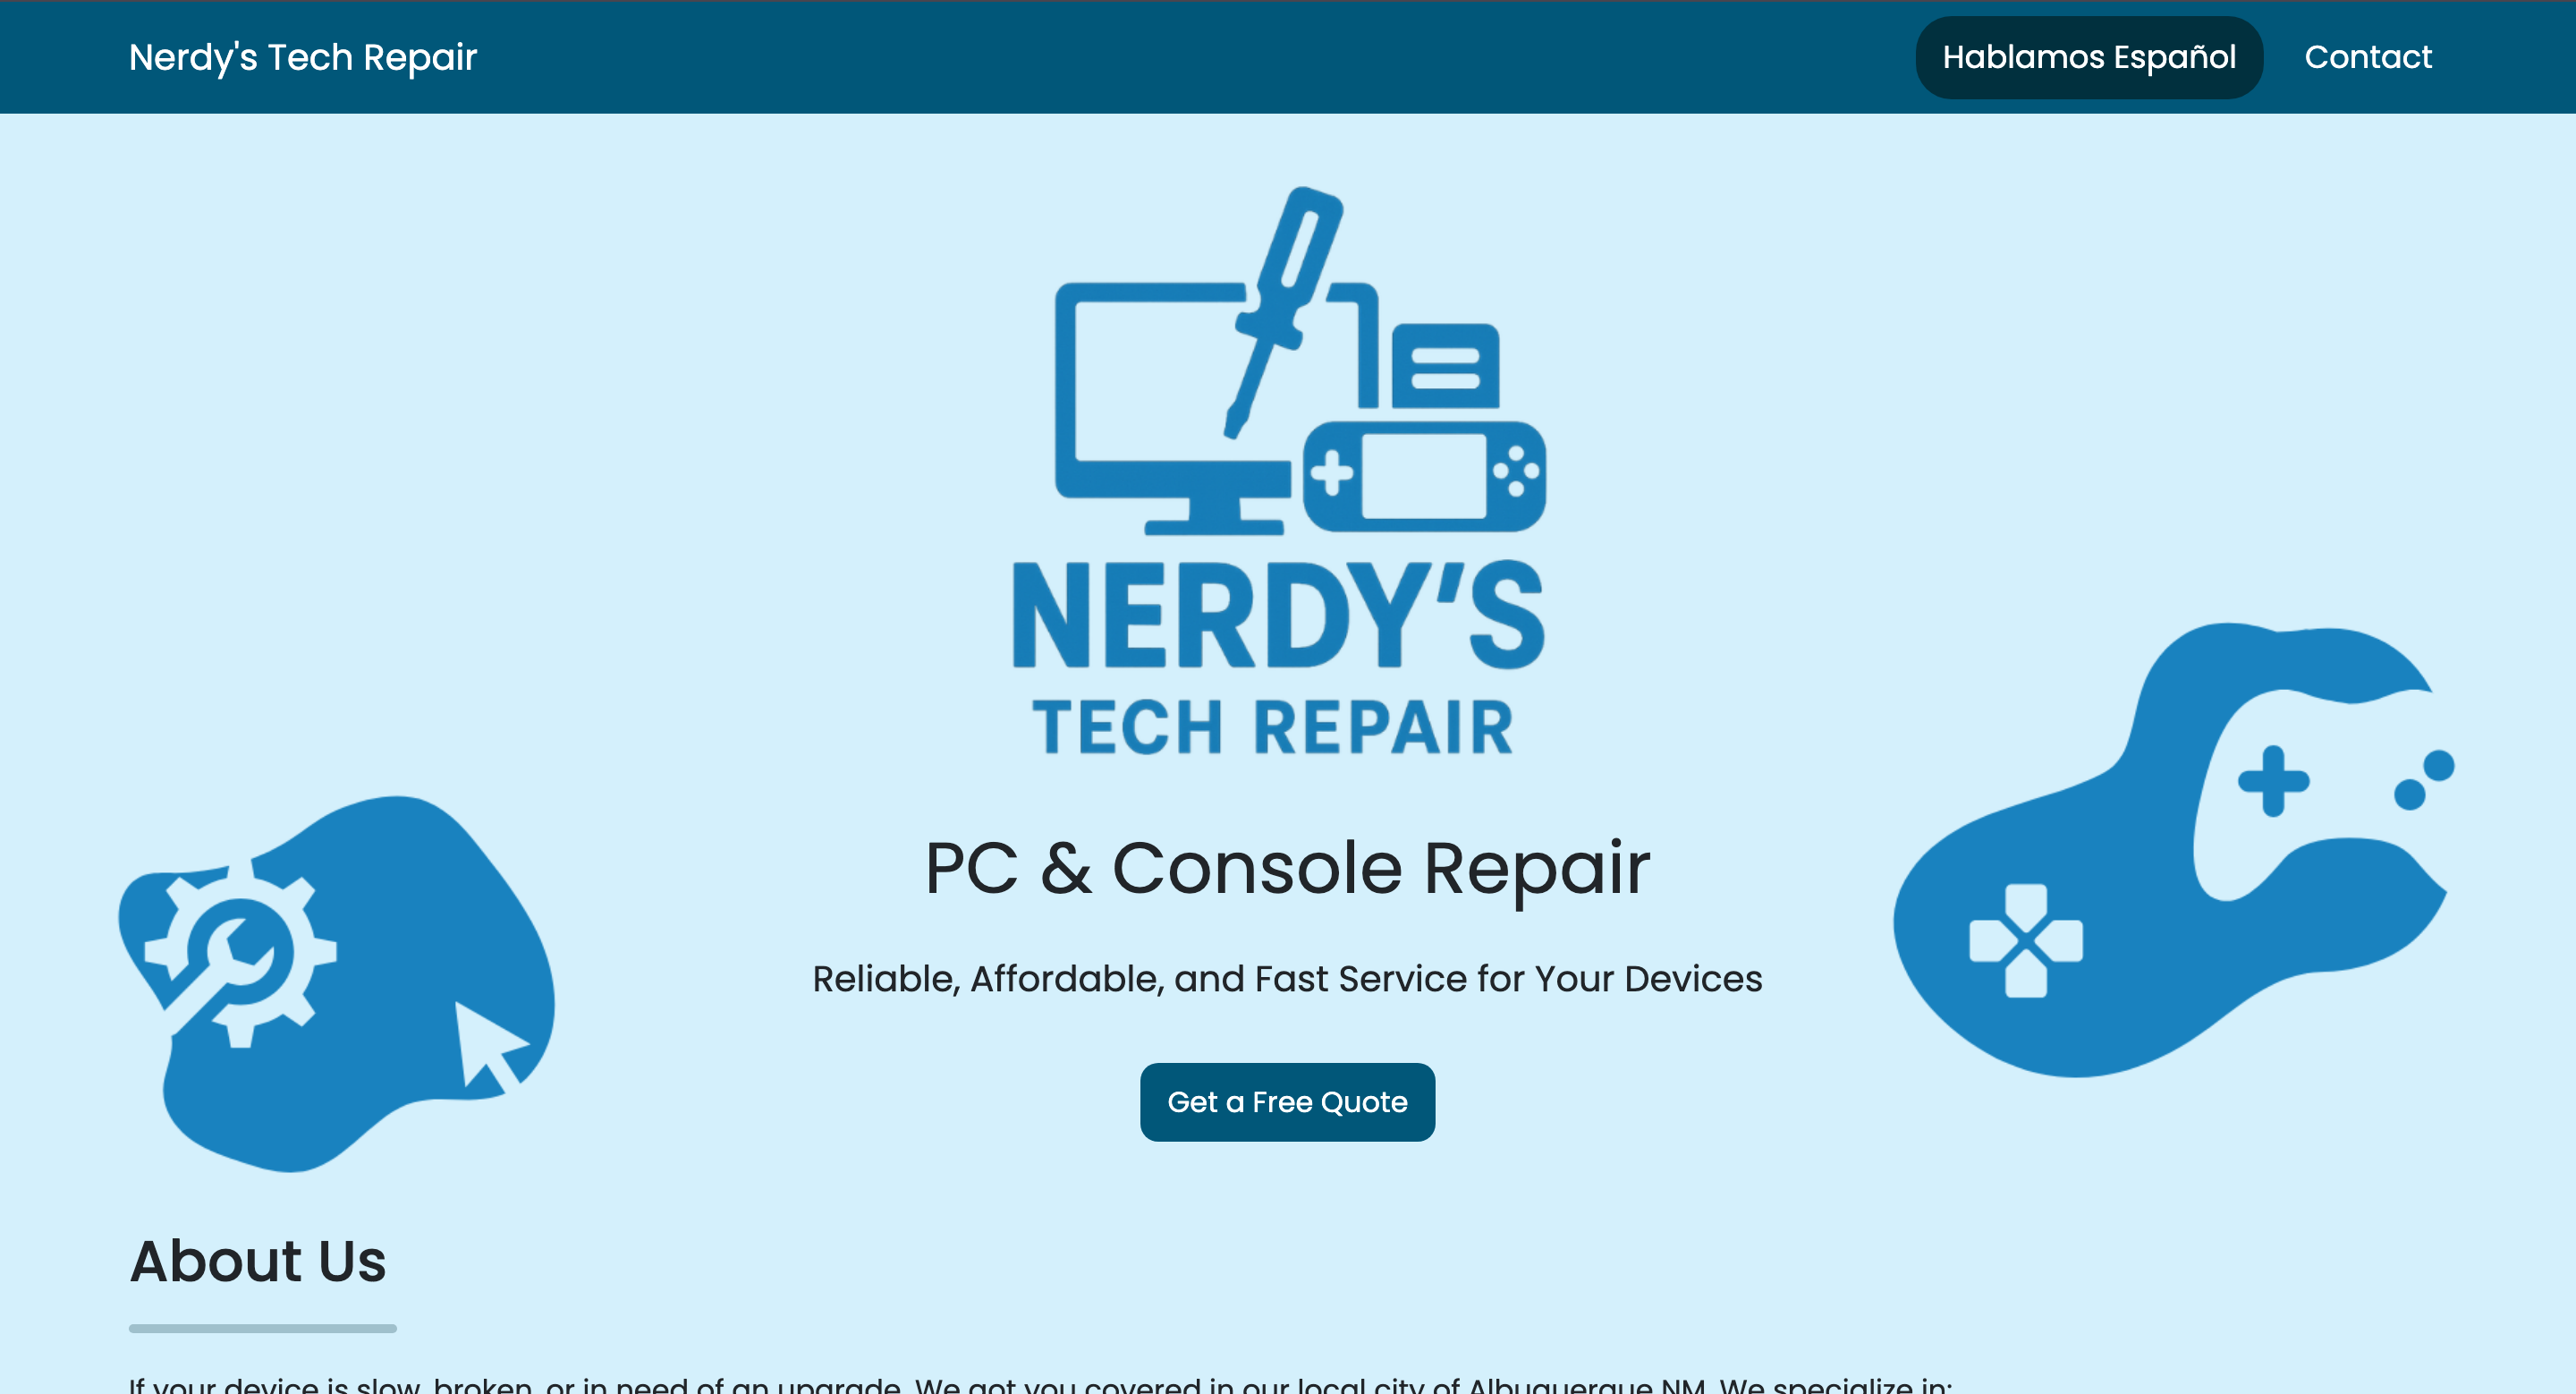 Nerdy's Tech Repair
Hablamos Español
Contact
NERDY'S
TECH REPAIR
PC & Console Repair
Reliable, Affordable, and Fast Service for Your Devices
Get a Free Quote
About Us
If your device is slow, broken, or in need of an upgrade. We got you covered in our local city of Albuquerque NM. We specialize in: